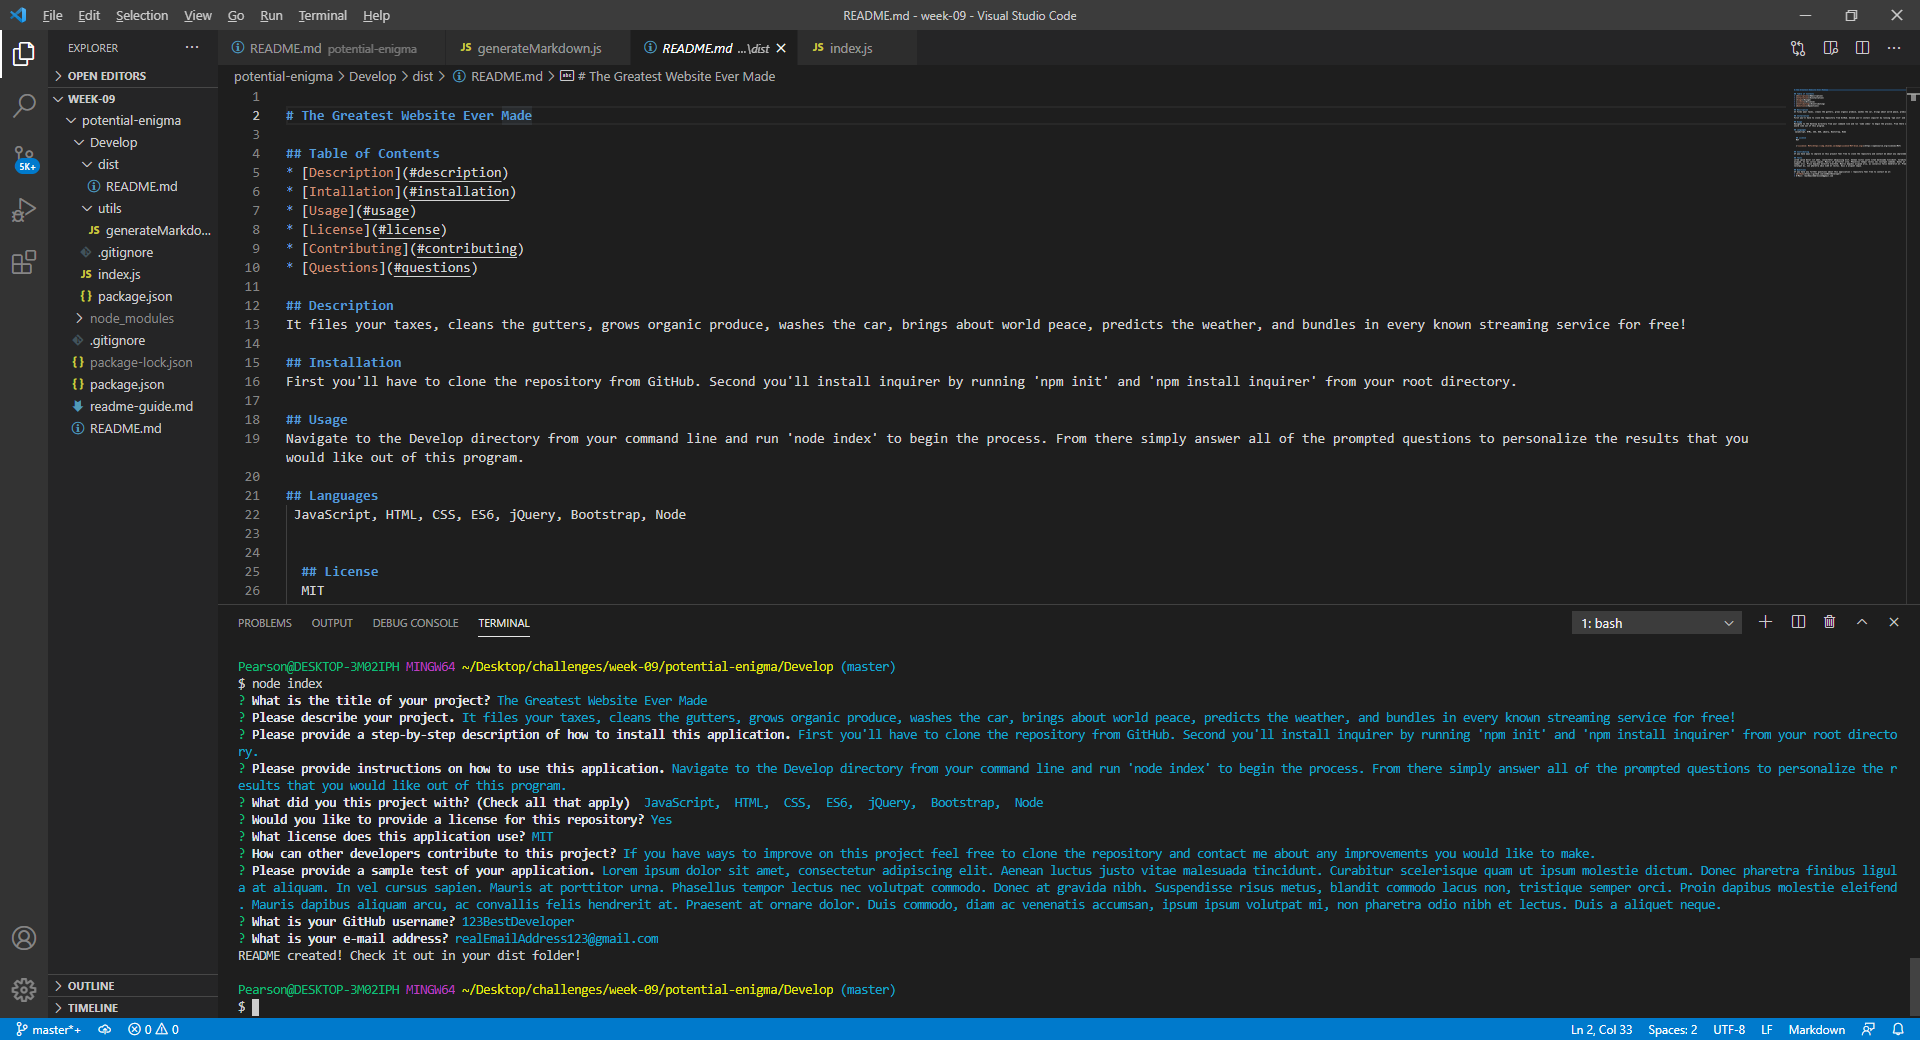 File Edit Selection View Go Run Terminal Help
README.md - week-09 - Visual Studio Code
EXPLORER
OPEN EDITORS
WEEK-09
potential-enigma
Develop
dist
README.md
utils
JS generateMarkdo...
.gitignore
JS index.js
{} package.json
node_modules
.gitignore
{} package-lock.json
{} package.json
readme-guide.md
README.md
OUTLINE
TIMELINE
5K+
README.md potential-enigma
JS generateMarkdown.js
README.md ...\dist
JS index.js
potential-enigma > Develop > dist > README.md > # The Greatest Website Ever Made
1
2 # The Greatest Website Ever Made
3
4 ## Table of Contents
5 * [Description](#description)
6 * [Intallation](#installation)
7 * [Usage](#usage)
8 * [License](#license)
9 * [Contributing](#contributing)
10 * [Questions](#questions)
11
12 ## Description
13 It files your taxes, cleans the gutters, grows organic produce, washes the car, brings about world peace, predicts the weather, and bundles in every known streaming service for free!
14
15 ## Installation
16 First you'll have to clone the repository from GitHub. Second you'll install inquirer by running 'npm init' and 'npm install inquirer' from your root directory.
17
18 ## Usage
19 Navigate to the Develop directory from your command line and run 'node index' to begin the process. From there simply answer all of the prompted questions to personalize the results that you
would like out of this program.
20
21 ## Languages
22 JavaScript, HTML, CSS, ES6, jQuery, Bootstrap, Node
23
24
25 ## License
26 MIT
PROBLEMS OUTPUT DEBUG CONSOLE TERMINAL
1: bash
Pearson@DESKTOP-3M02IPH MINGW64 ~/Desktop/challenges/week-09/potential-enigma/Develop (master)
$ node index
? What is the title of your project? The Greatest Website Ever Made
? Please describe your project. It files your taxes, cleans the gutters, grows organic produce, washes the car, brings about world peace, predicts the weather, and bundles in every known streaming service for free!
? Please provide a step-by-step description of how to install this application. First you'll have to clone the repository from GitHub. Second you'll install inquirer by running 'npm init' and 'npm install inquirer' from your root directo
ry.
? Please provide instructions on how to use this application. Navigate to the Develop directory from your command line and run 'node index' to begin the process. From there simply answer all of the prompted questions to personalize the r
esults that you would like out of this program.
? What did you this project with? (Check all that apply) JavaScript, HTML, CSS, ES6, jQuery, Bootstrap, Node
? Would you like to provide a license for this repository? Yes
? What license does this application use? MIT
? How can other developers contribute to this project? If you have ways to improve on this project feel free to clone the repository and contact me about any improvements you would like to make.
? Please provide a sample test of your application. Lorem ipsum dolor sit amet, consectetur adipiscing elit. Aenean luctus justo vitae malesuada tincidunt. Curabitur scelerisque quam ut ipsum molestie dictum. Donec pharetra finibus ligul
a at aliquam. In vel cursus sapien. Mauris at porttitor urna. Phasellus tempor lectus nec volutpat commodo. Donec at gravida nibh. Suspendisse risus metus, blandit commodo lacus non, tristique semper orci. Proin dapibus molestie eleifend
. Mauris dapibus aliquam arcu, ac convallis felis hendrerit at. Praesent at ornare dolor. Duis commodo, diam ac venenatis accumsan, ipsum ipsum volutpat mi, non pharetra odio nibh et lectus. Duis a aliquet neque.
? What is your GitHub username? 123BestDeveloper
? What is your e-mail address? realEmailAddress123@gmail.com
README created! Check it out in your dist folder!
Pearson@DESKTOP-3M02IPH MINGW64 ~/Desktop/challenges/week-09/potential-enigma/Develop (master)
$
master*+ 0 0
Ln 2, Col 33 Spaces: 2 UTF-8 LF Markdown